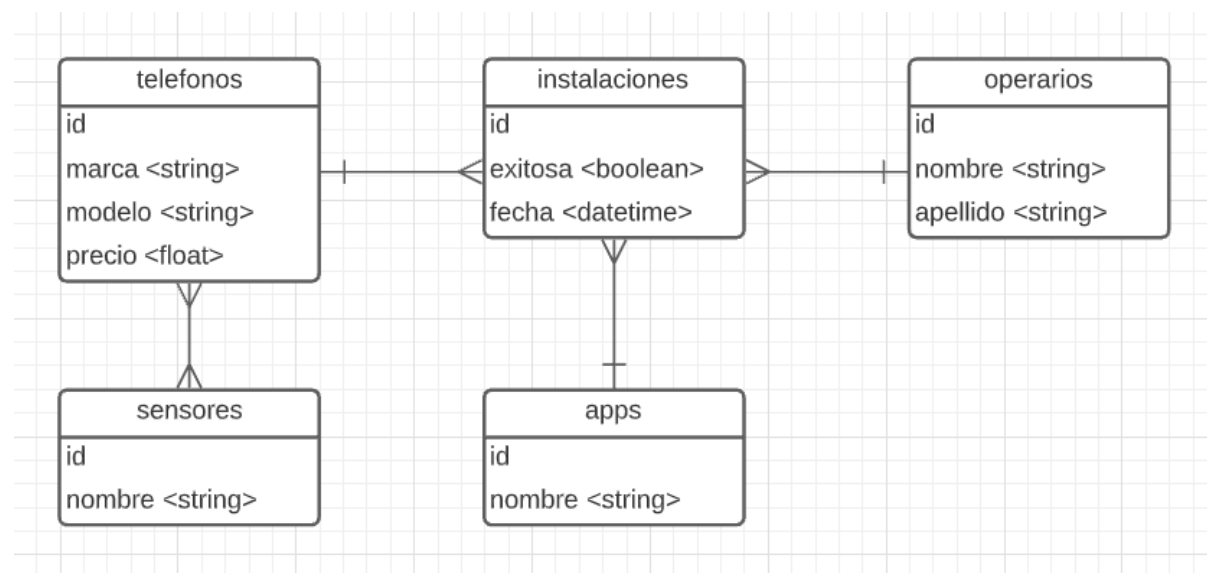 telefonos
id
marca <string>
modelo <string>
precio <float>
instalaciones
id
exitosa <boolean>
fecha <datetime>
operarios
id
nombre <string>
apellido <string>
sensores
id
nombre <string>
apps
id
nombre <string>